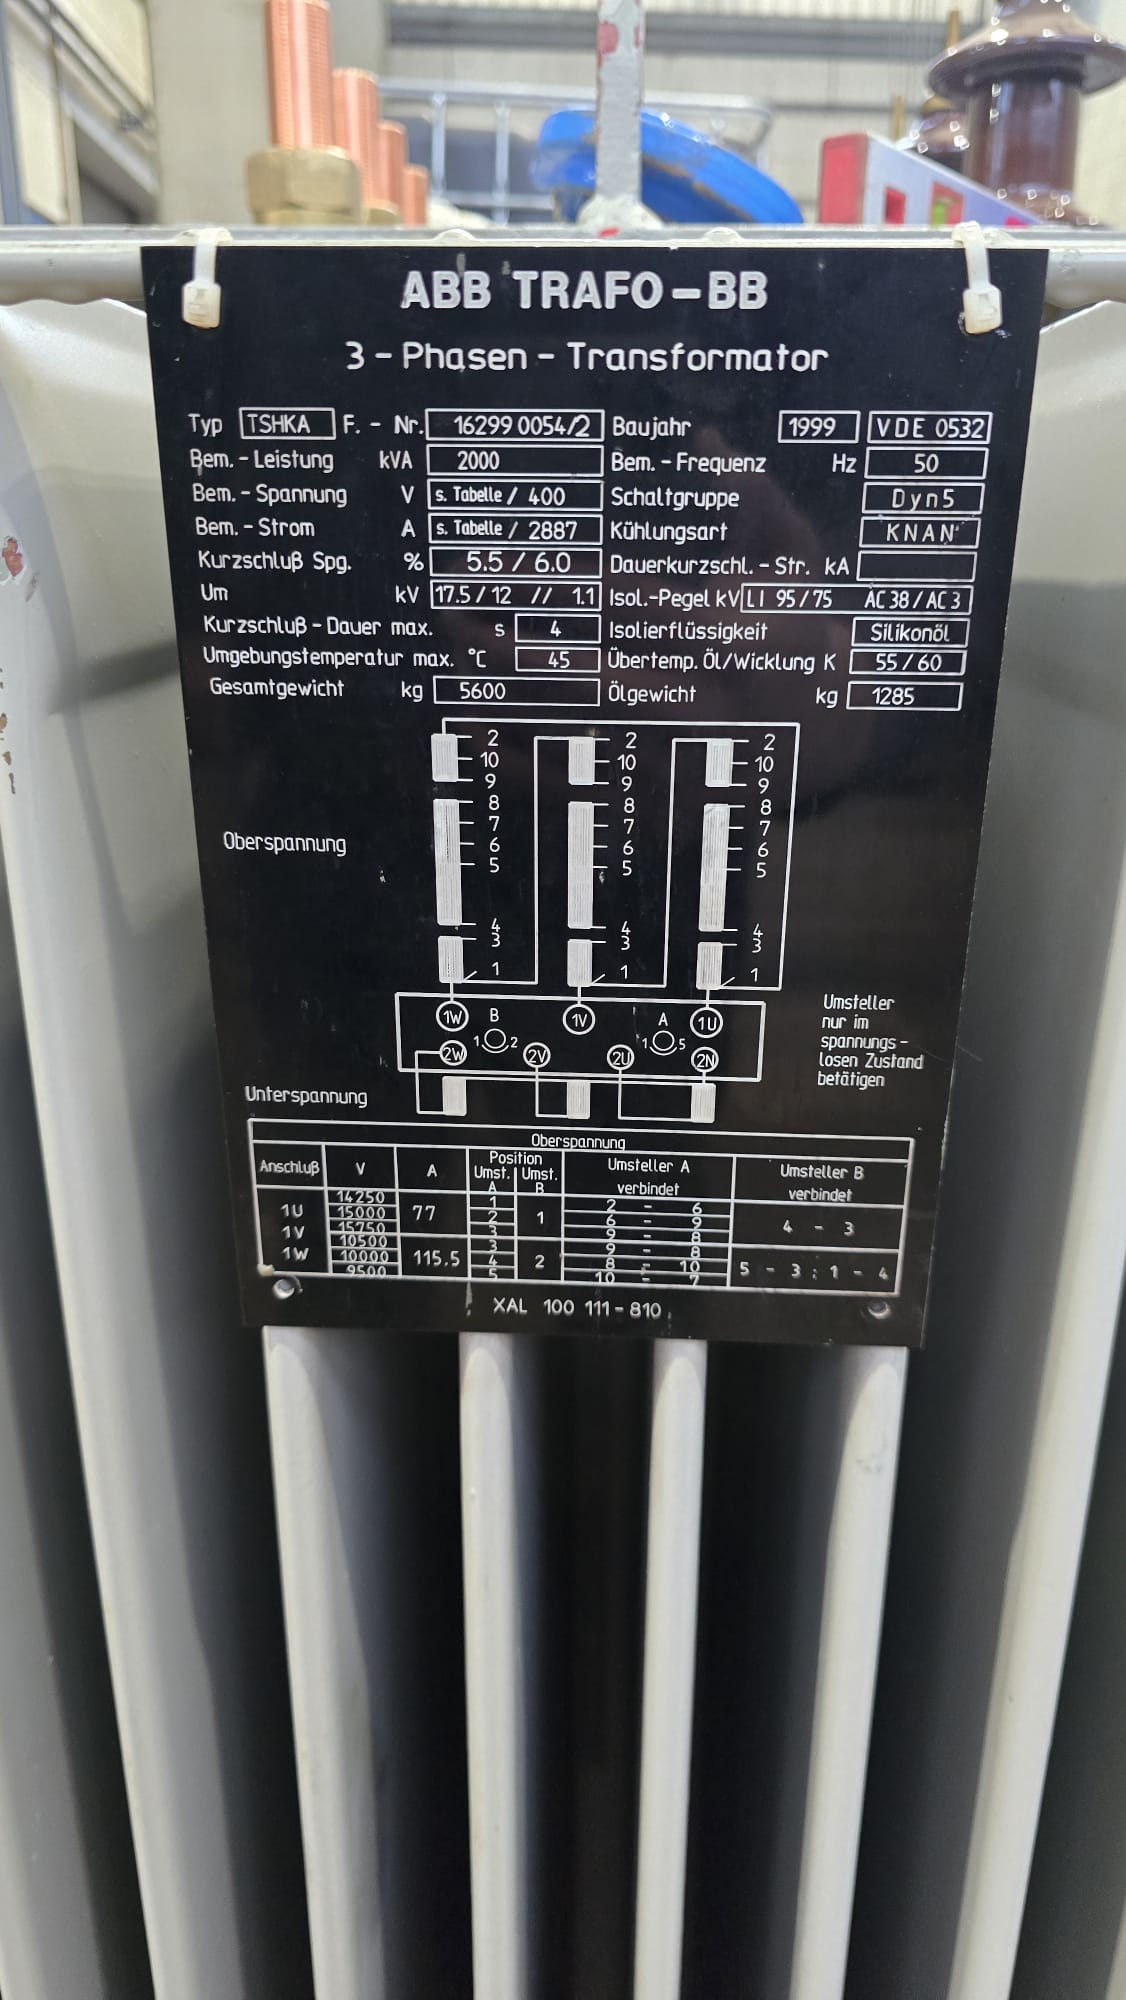 ABB TRAFO-BB
3 - Phasen - Transformator
Typ TSHKA F. - Nr. 16299 0054/2 Baujahr 1999 VDE 0532
Bem. - Leistung kVA 2000 Bem. - Frequenz Hz 50
Bem. - Spannung V s. Tabelle / 400 Schaltgruppe Dyn5
Bem. - Strom A s. Tabelle / 2887 Kühlungsart KNAN
Kurzschluß Spg. % 5.5 / 6.0 Dauerkurzschl. - Str. kA
Um kV 17.5 / 12 // 1.1 Isol.-Pegel kV LI 95/75 AC 38 / AC 3
Kurzschluß - Dauer max. s 4 Isolierflüssigkeit Silikonöl
Umgebungstemperatur max. °C 45 Übertemp. Öl/Wicklung K 55/60
Gesamtgewicht kg 5600 Ölgewicht kg 1285
2 2 2
10 10 10
9 9 9
8 8 8
7 7 7
Oberspannung 6 6 6
5 5 5
4 4 4
3 3 3
1 1 1
1W B 1V A 1U
1 2 1 5
2W 2V 2U 2N
Umsteller
nur im
spannungs -
losen Zustand
betätigen
Unterspannung
Oberspannung
Anschluß V A Position Umsteller A Umsteller B
Umst. A Umst. B verbindet verbindet
14250 1 2 - 6
1U 15000 77 2 1 6 - 9 4 - 3
1V 15750 3 9 - 8
10500 3 9 - 8
1W 10000 115.5 4 2 8 - 10 5 - 3 : 1 - 4
9500 5 10 - 7
XAL 100 111-810